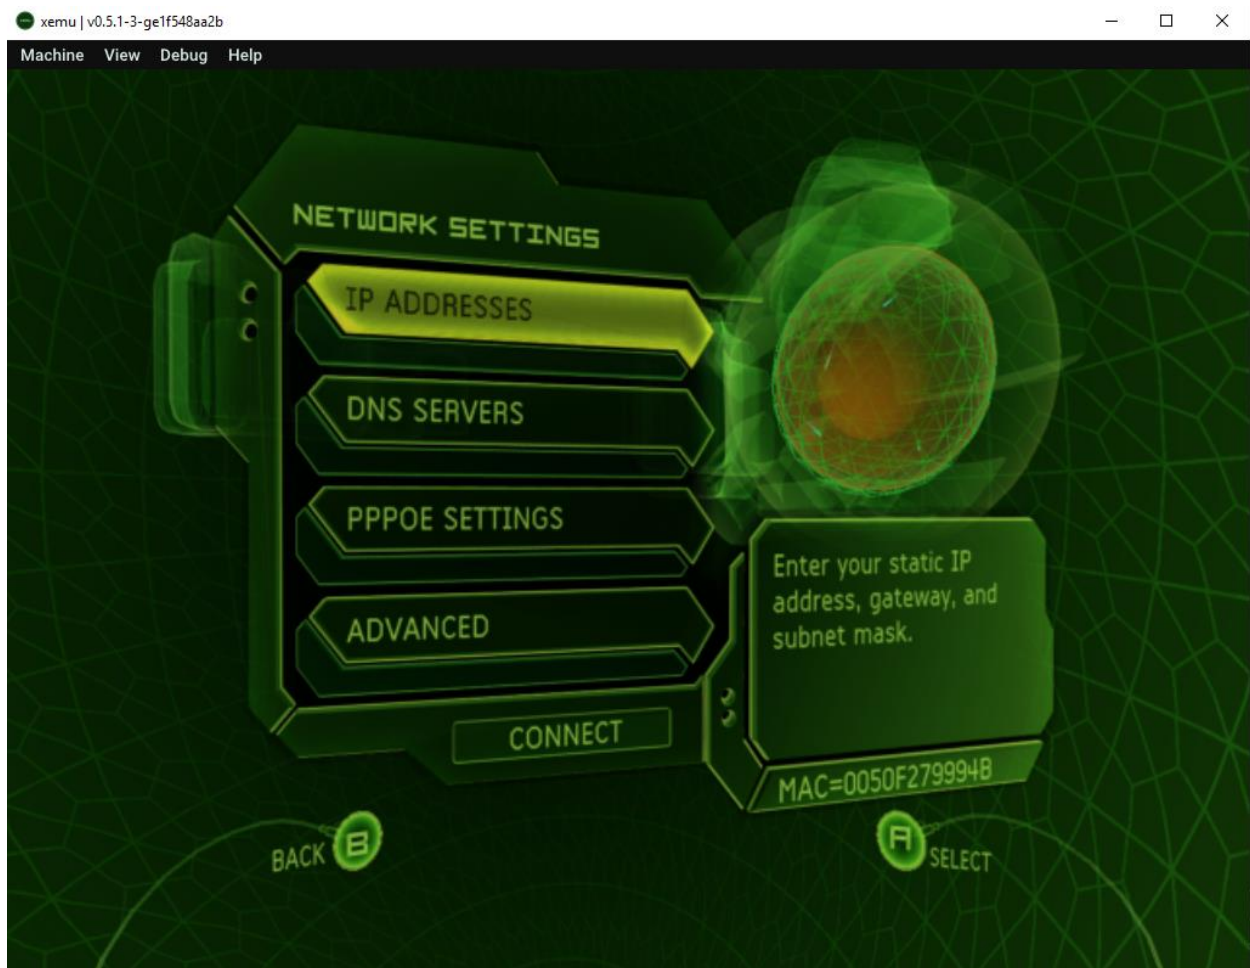 xemu | v0.5.1-3-ge1f548aa2b
Machine View Debug Help
NETWORK SETTINGS
IP ADDRESSES
DNS SERVERS
PPPOE SETTINGS
ADVANCED
CONNECT
Enter your static IP
address, gateway, and
subnet mask.
MAC=0050F279994B
BACK B
A SELECT